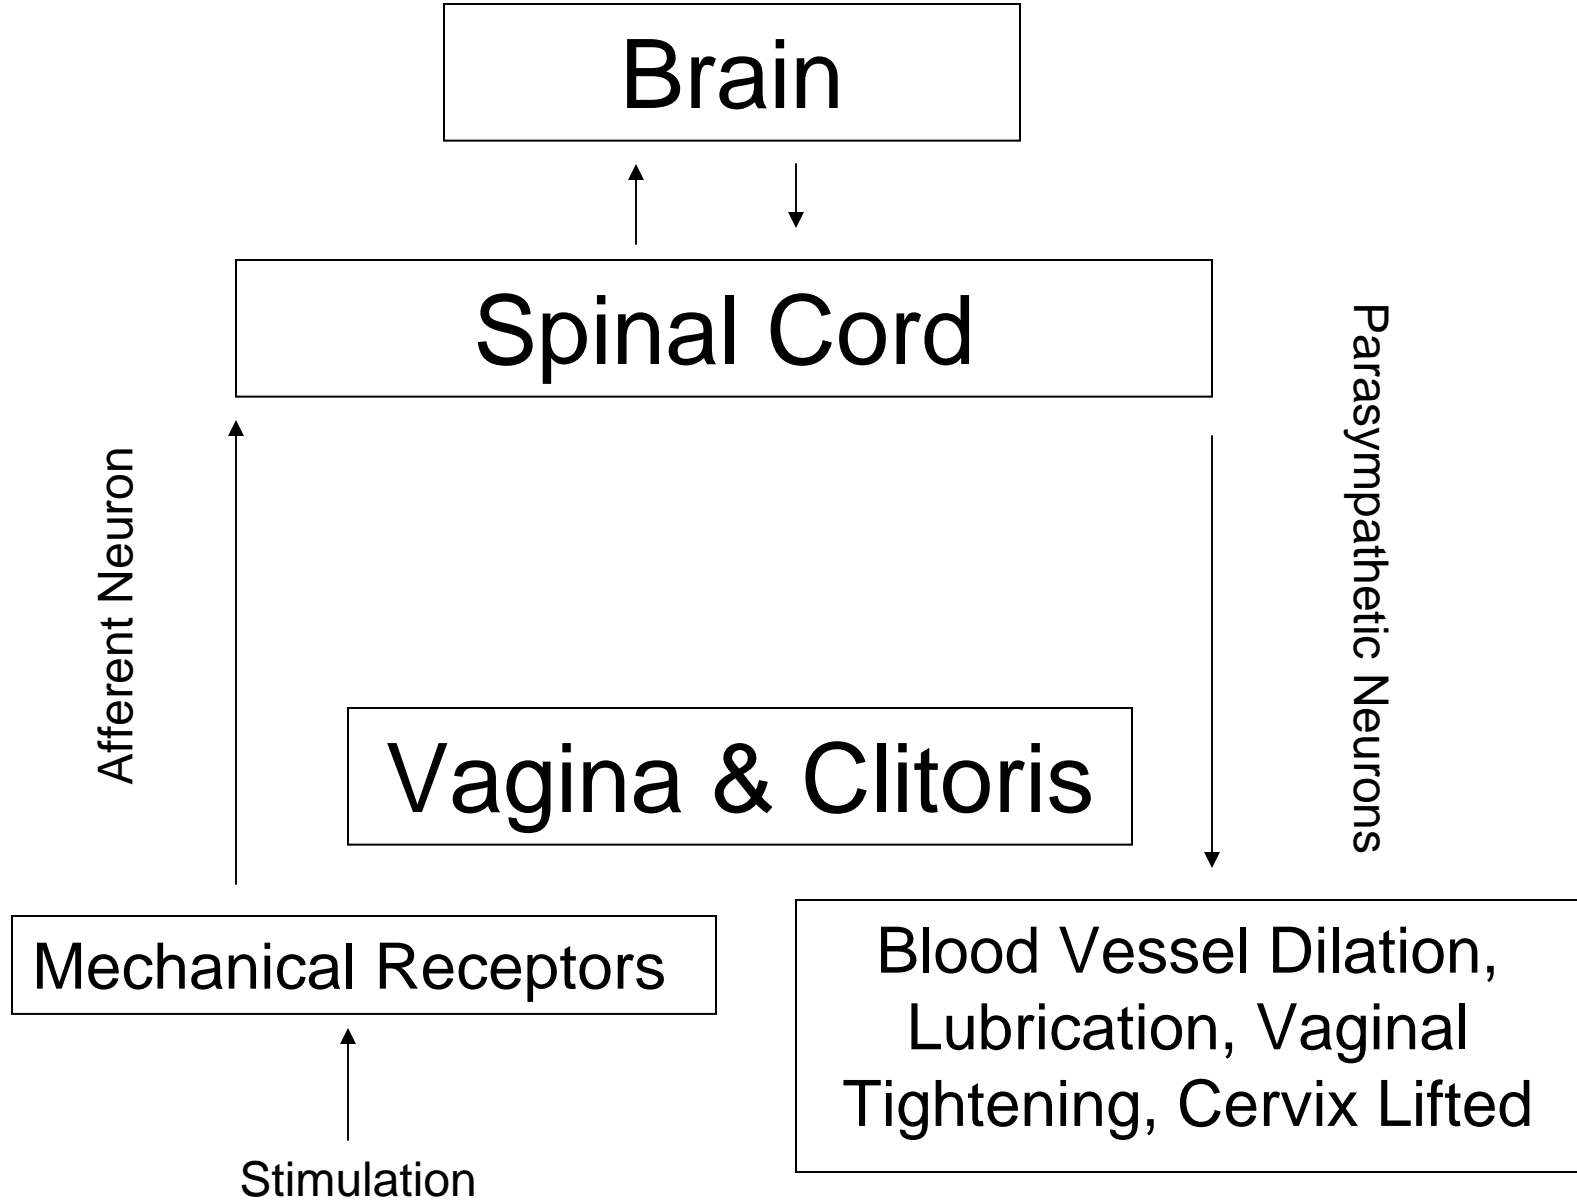 Brain
Spinal Cord
Afferent Neuron
Parasympathetic Neurons
Vagina & Clitoris
Mechanical Receptors
Blood Vessel Dilation,
Lubrication, Vaginal
Tightening, Cervix Lifted
Stimulation